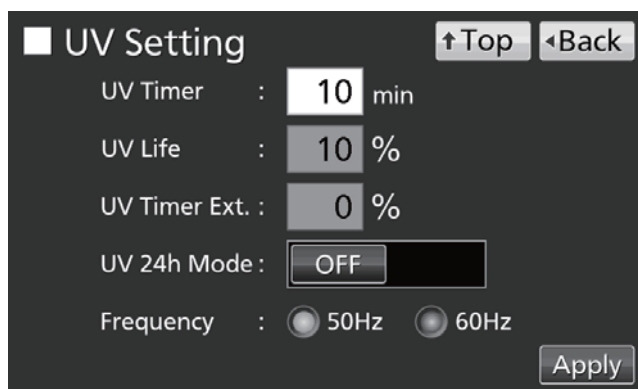 UV Setting ↑Top ◂Back
UV Timer : 10 min
UV Life : 10 %
UV Timer Ext. : 0 %
UV 24h Mode : OFF
Frequency : 50Hz 60Hz
Apply